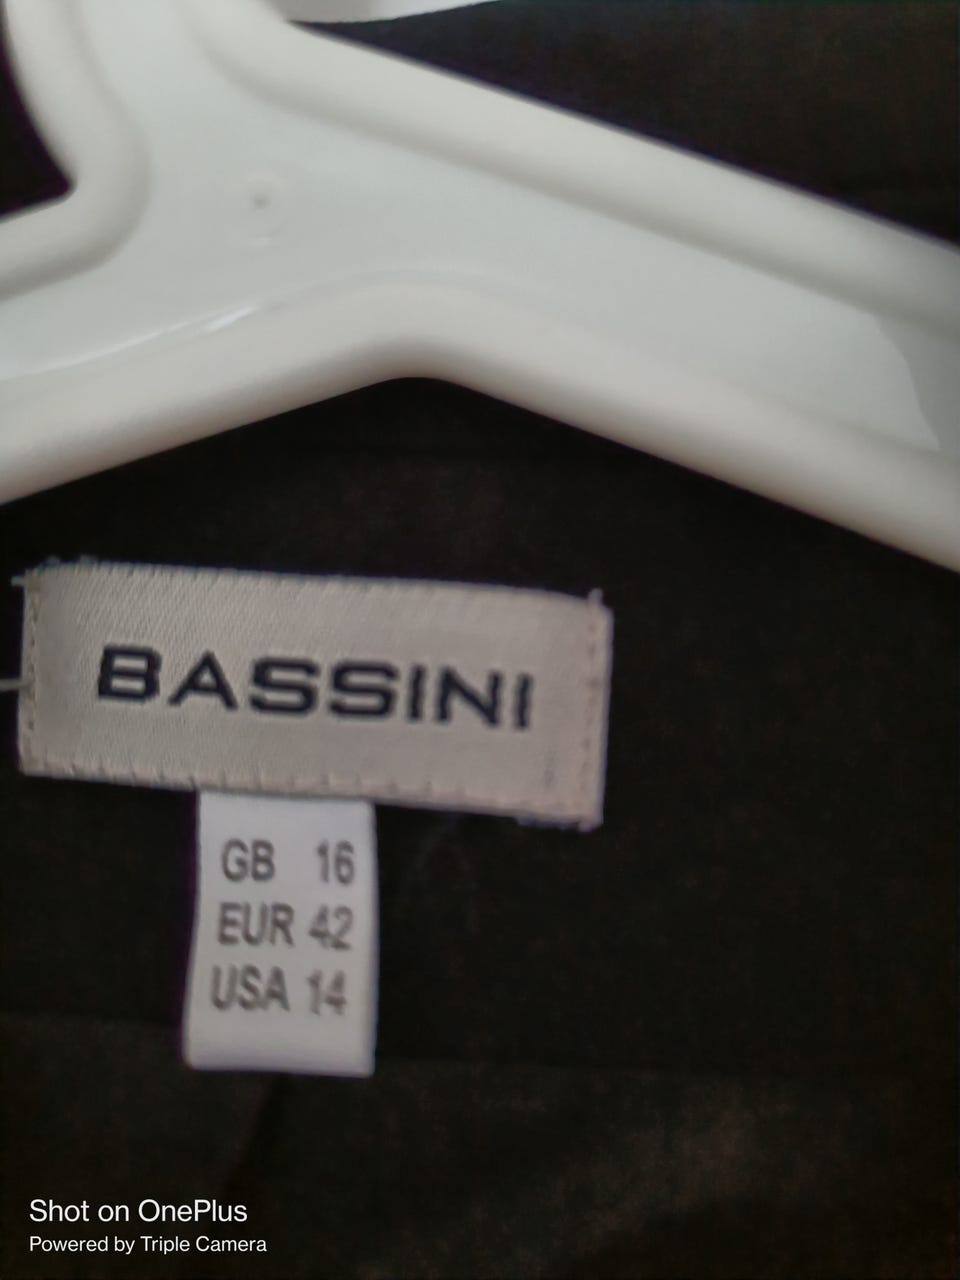 BASSINI
GB 16
EUR 42
USA 14
Shot on OnePlus
Powered by Triple Camera